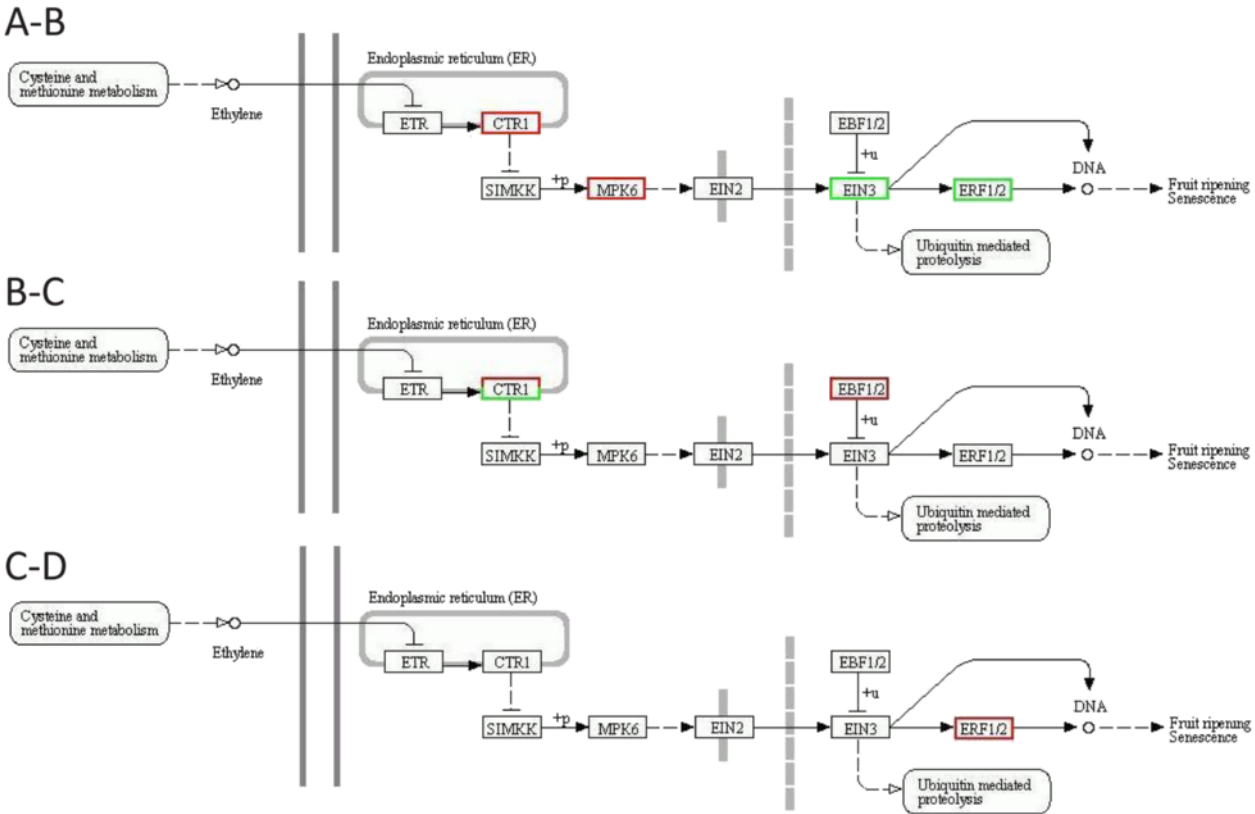 A-B
Endoplasmic reticulum (ER)
Cysteine and
methionine metabolism
Ethylene
ETR
CTR1
EBF1/2
+u
DNA
SIMKK
+p
MPK6
EIN2
EIN3
ERF1/2
Fruit ripening
Senescence
Ubiquitin mediated
proteolysis
B-C
Endoplasmic reticulum (ER)
Cysteine and
methionine metabolism
Ethylene
ETR
CTR1
EBF1/2
+u
DNA
SIMKK
+p
MPK6
EIN2
EIN3
ERF1/2
Fruit ripening
Senescence
Ubiquitin mediated
proteolysis
C-D
Endoplasmic reticulum (ER)
Cysteine and
methionine metabolism
Ethylene
ETR
CTR1
EBF1/2
+u
DNA
SIMKK
+p
MPK6
EIN2
EIN3
ERF1/2
Fruit ripening
Senescence
Ubiquitin mediated
proteolysis